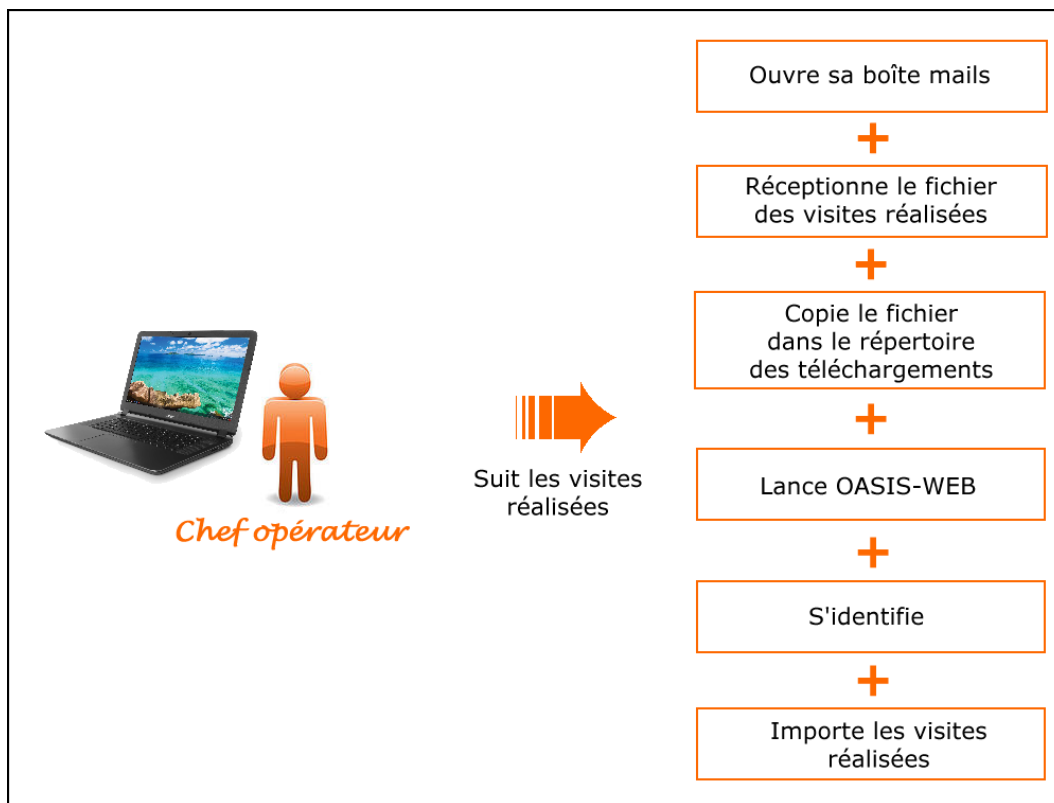 Ouvre sa boîte mails
+
Réceptionne le fichier
des visites réalisées
+
Copie le fichier
dans le répertoire
des téléchargements
+
Lance OASIS-WEB
+
S'identifie
+
Importe les visites
réalisées
Suit les visites
réalisées
Chef opérateur